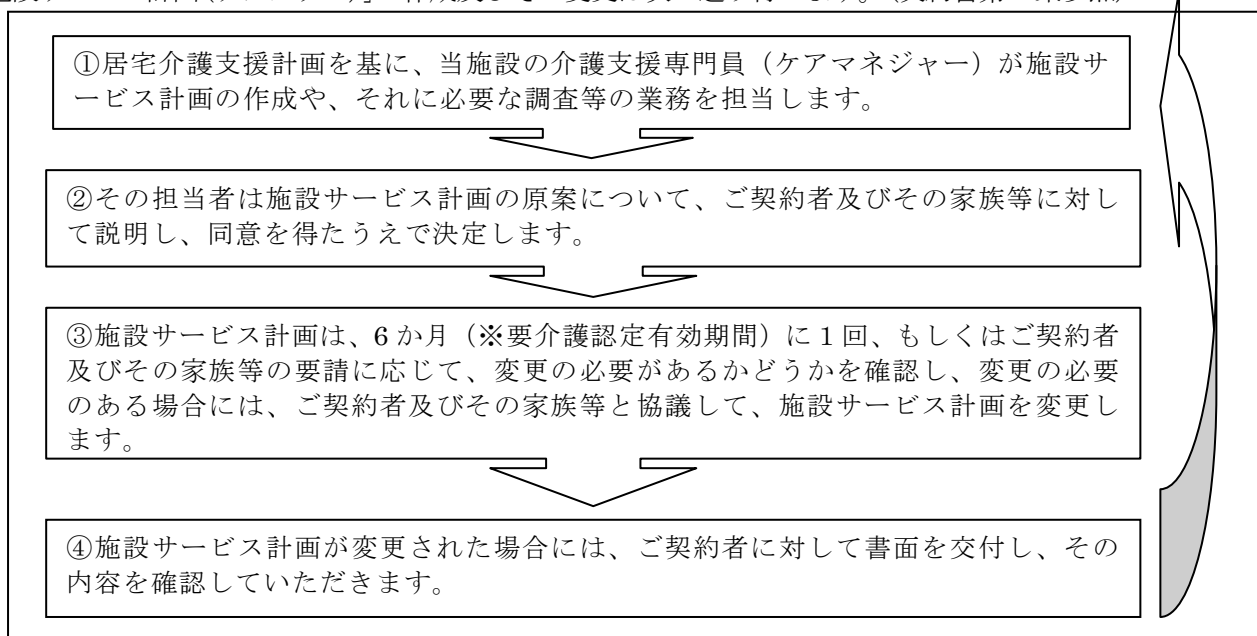 ①居宅介護支援計画を基に、当施設の介護支援専門員（ケアマネジャー）が施設サ
ービス計画の作成や、それに必要な調査等の業務を担当します。
②その担当者は施設サービス計画の原案について、ご契約者及びその家族等に対し
て説明し、同意を得たうえで決定します。
③施設サービス計画は、6 か月（※要介護認定有効期間）に 1 回、もしくはご契約者
及びその家族等の要請に応じて、変更の必要があるかどうかを確認し、変更の必要
のある場合には、ご契約者及びその家族等と協議して、施設サービス計画を変更し
ます。
④施設サービス計画が変更された場合には、ご契約者に対して書面を交付し、その
内容を確認していただきます。